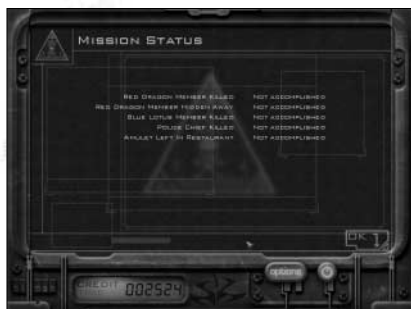 Mission Status
Red Dragon Member Killed Not accomplished
Red Dragon Member Hidden Away Not accomplished
Blue Lotus Member Killed Not accomplished
Police Chief Killed Not accomplished
Amulet Left In Restaurant Not accomplished
OK
CREDIT 002524 options